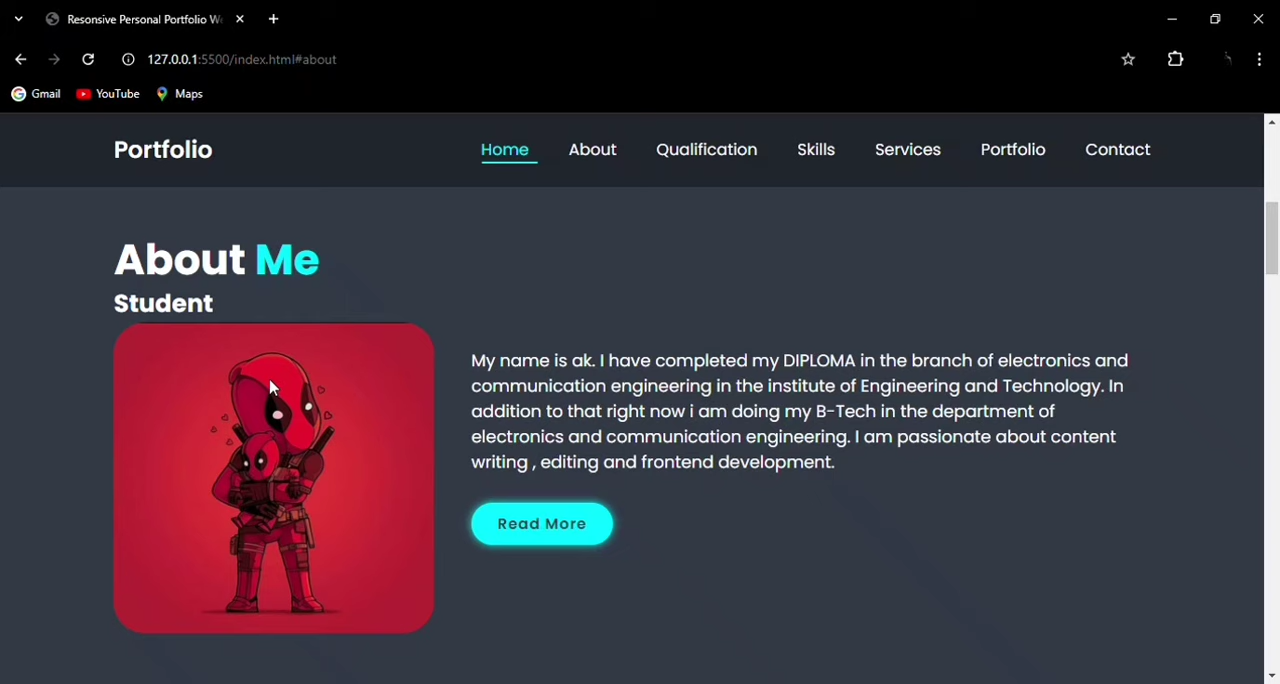 Resonsive Personal Portfolio W
127.0.0.1:5500/index.html#about
Gmail YouTube Maps
Portfolio Home About Qualification Skills Services Portfolio Contact
About Me
Student
My name is ak. I have completed my DIPLOMA in the branch of electronics and
communication engineering in the institute of Engineering and Technology. In
addition to that right now i am doing my B-Tech in the department of
electronics and communication engineering. I am passionate about content
writing , editing and frontend development.
Read More